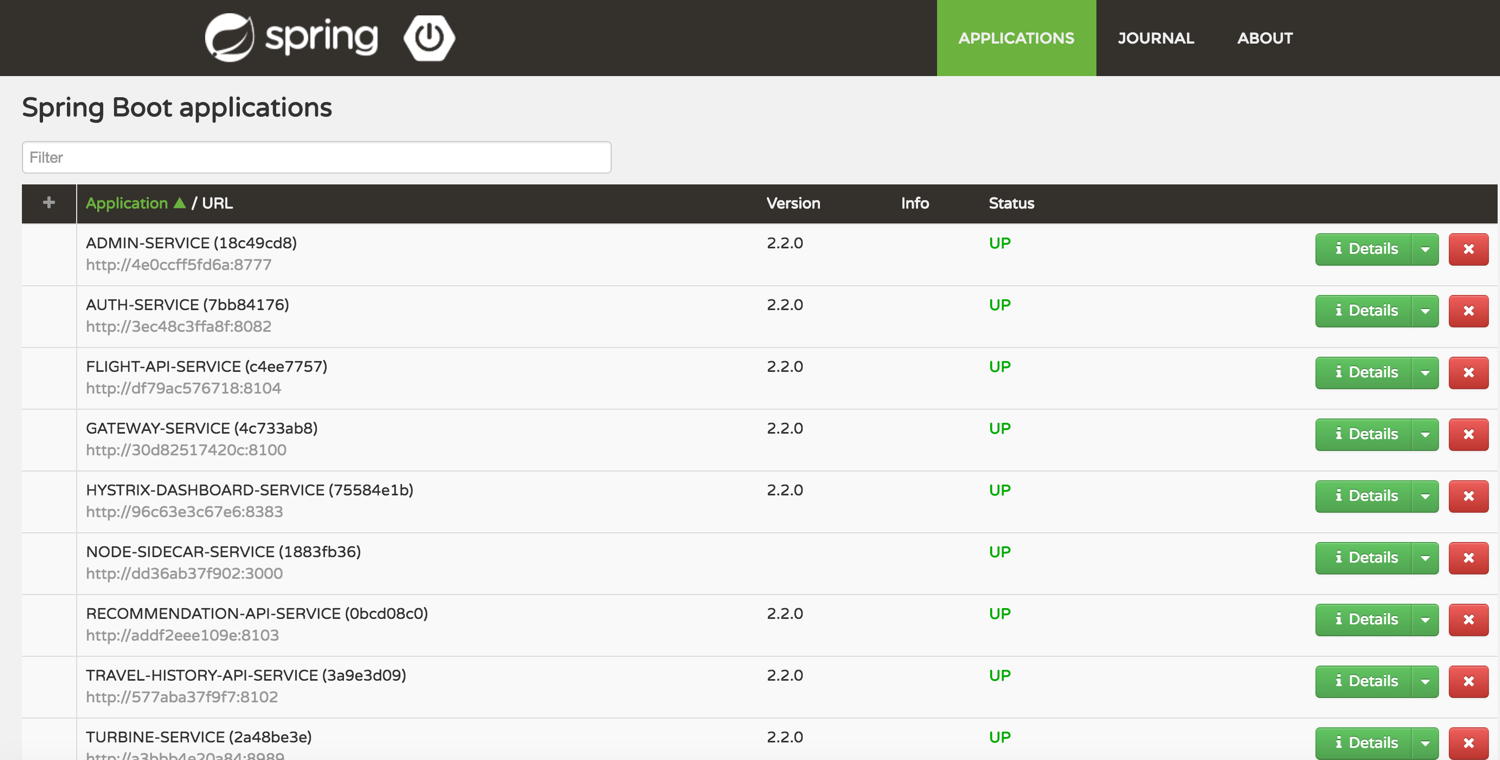 spring
APPLICATIONS JOURNAL ABOUT
Spring Boot applications
Filter
+ Application ▲ / URL Version Info Status
ADMIN-SERVICE (18c49cd8) 2.2.0 UP i Details
http://4e0ccff5fd6a:8777
AUTH-SERVICE (7bb84176) 2.2.0 UP i Details
http://3ec48c3ffa8f:8082
FLIGHT-API-SERVICE (c4ee7757) 2.2.0 UP i Details
http://df79ac576718:8104
GATEWAY-SERVICE (4c733ab8) 2.2.0 UP i Details
http://30d82517420c:8100
HYSTRIX-DASHBOARD-SERVICE (75584e1b) 2.2.0 UP i Details
http://96c63e3c67e6:8383
NODE-SIDECAR-SERVICE (1883fb36) UP i Details
http://dd36ab37f902:3000
RECOMMENDATION-API-SERVICE (0bcd08c0) 2.2.0 UP i Details
http://addf2eee109e:8103
TRAVEL-HISTORY-API-SERVICE (3a9e3d09) 2.2.0 UP i Details
http://577aba37f9f7:8102
TURBINE-SERVICE (2a48be3e) 2.2.0 UP i Details
http://a3bbb4e20a84:8989